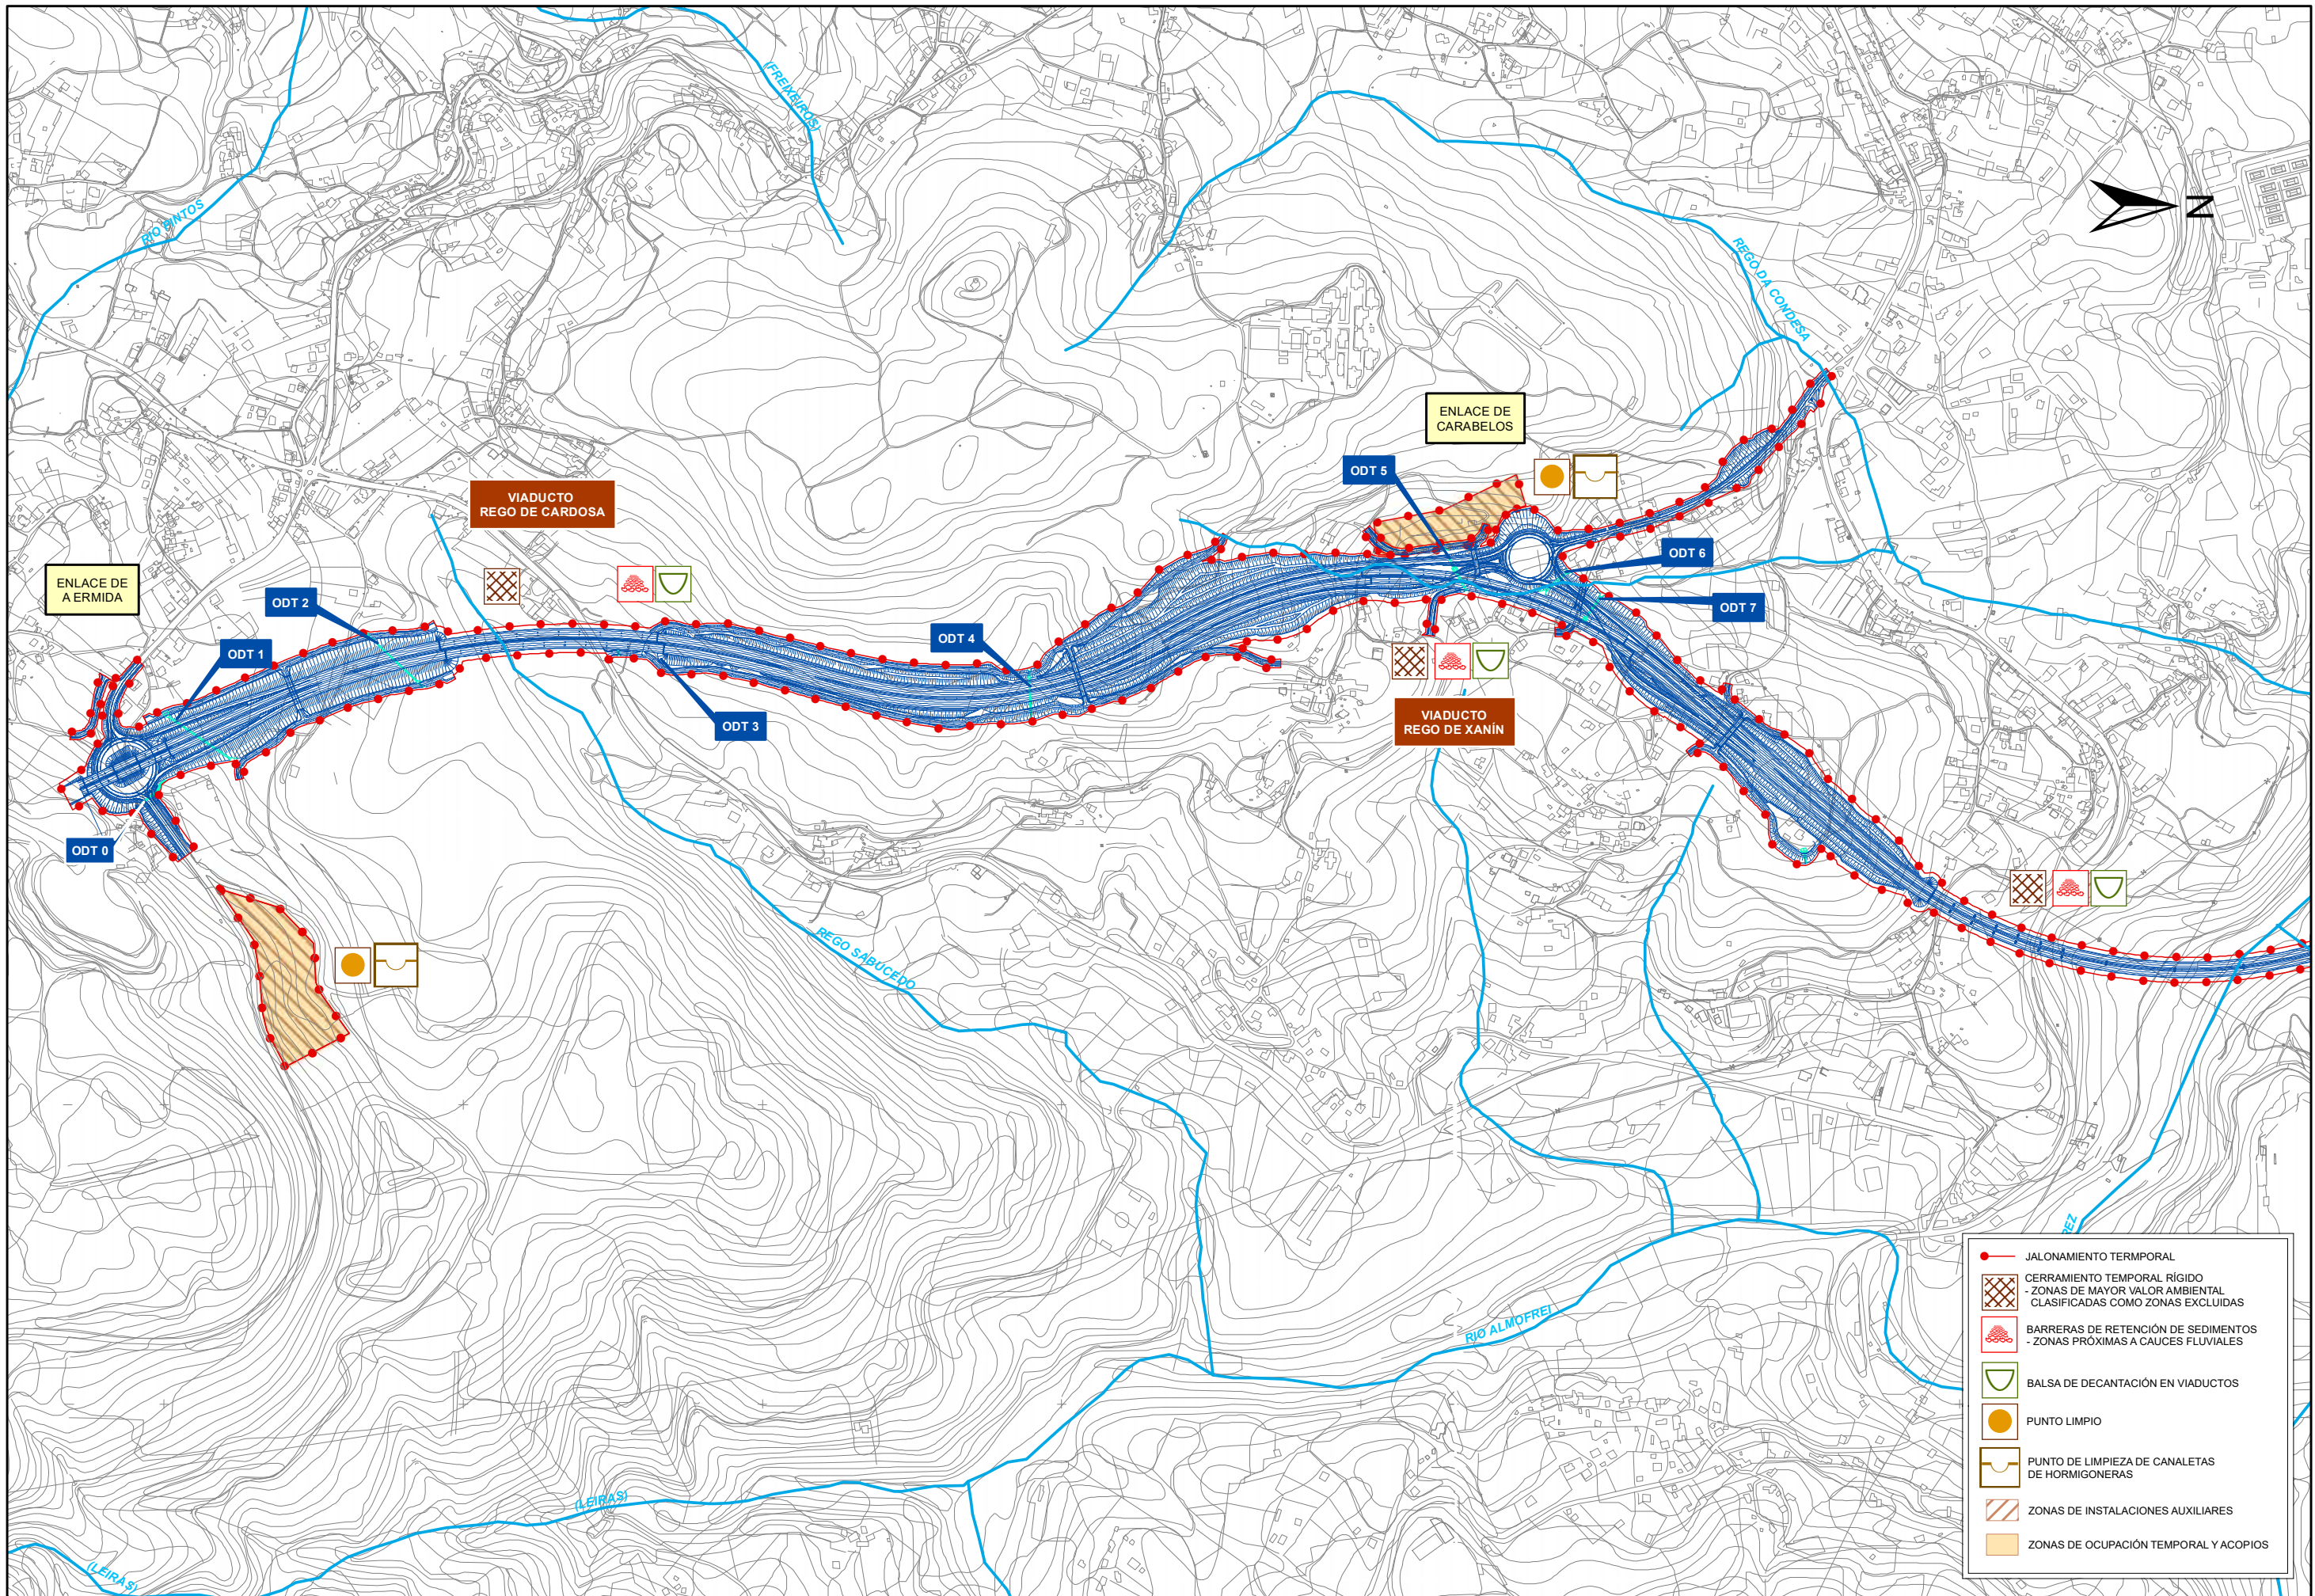 (FREIXEIROS)
RIO BINTOS
N
REGO DA CONDESA
ENLACE DE
CARABELOS
ODT 5
VIADUCTO
REGO DE CARDOSA
ENLACE DE
A ERMIDA
ODT 2
ODT 6
ODT 7
ODT 1
ODT 4
ODT 3
VIADUCTO
REGO DE XANÍN
ODT 0
REGO SABUCEDO
REZ
RIO ALMOFREI
(LEIRAS)
(LEIRAS)
JALONAMIENTO TERMPORAL
CERRAMIENTO TEMPORAL RÍGIDO
- ZONAS DE MAYOR VALOR AMBIENTAL
CLASIFICADAS COMO ZONAS EXCLUIDAS
BARRERAS DE RETENCIÓN DE SEDIMENTOS
- ZONAS PRÓXIMAS A CAUCES FLUVIALES
BALSA DE DECANTACIÓN EN VIADUCTOS
PUNTO LIMPIO
PUNTO DE LIMPIEZA DE CANALETAS
DE HORMIGONERAS
ZONAS DE INSTALACIONES AUXILIARES
ZONAS DE OCUPACIÓN TEMPORAL Y ACOPIOS